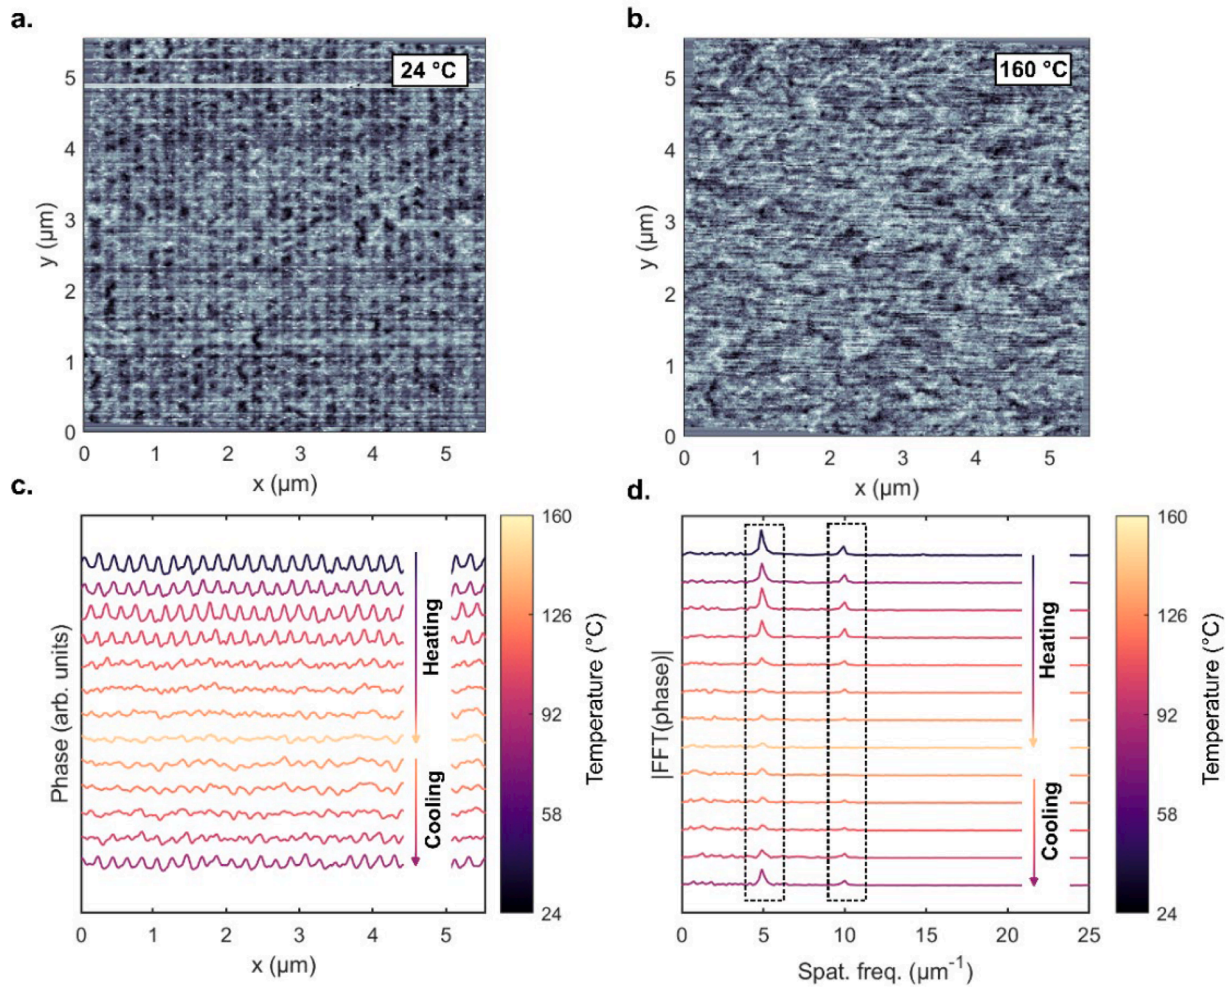 a.
b.
24 °C
160 °C
5
4
3
2
1
0
y (µm)
0 1 2 3 4 5
x (µm)
5
4
3
2
1
0
y (µm)
0 1 2 3 4 5
x (µm)
c.
d.
Phase (arb. units)
Heating
Cooling
0 1 2 3 4 5
x (µm)
160
126
92
58
24
Temperature (°C)
|FFT(phase)|
Heating
Cooling
0 5 10 15 20 25
Spat. freq. (µm⁻¹)
160
126
92
58
24
Temperature (°C)